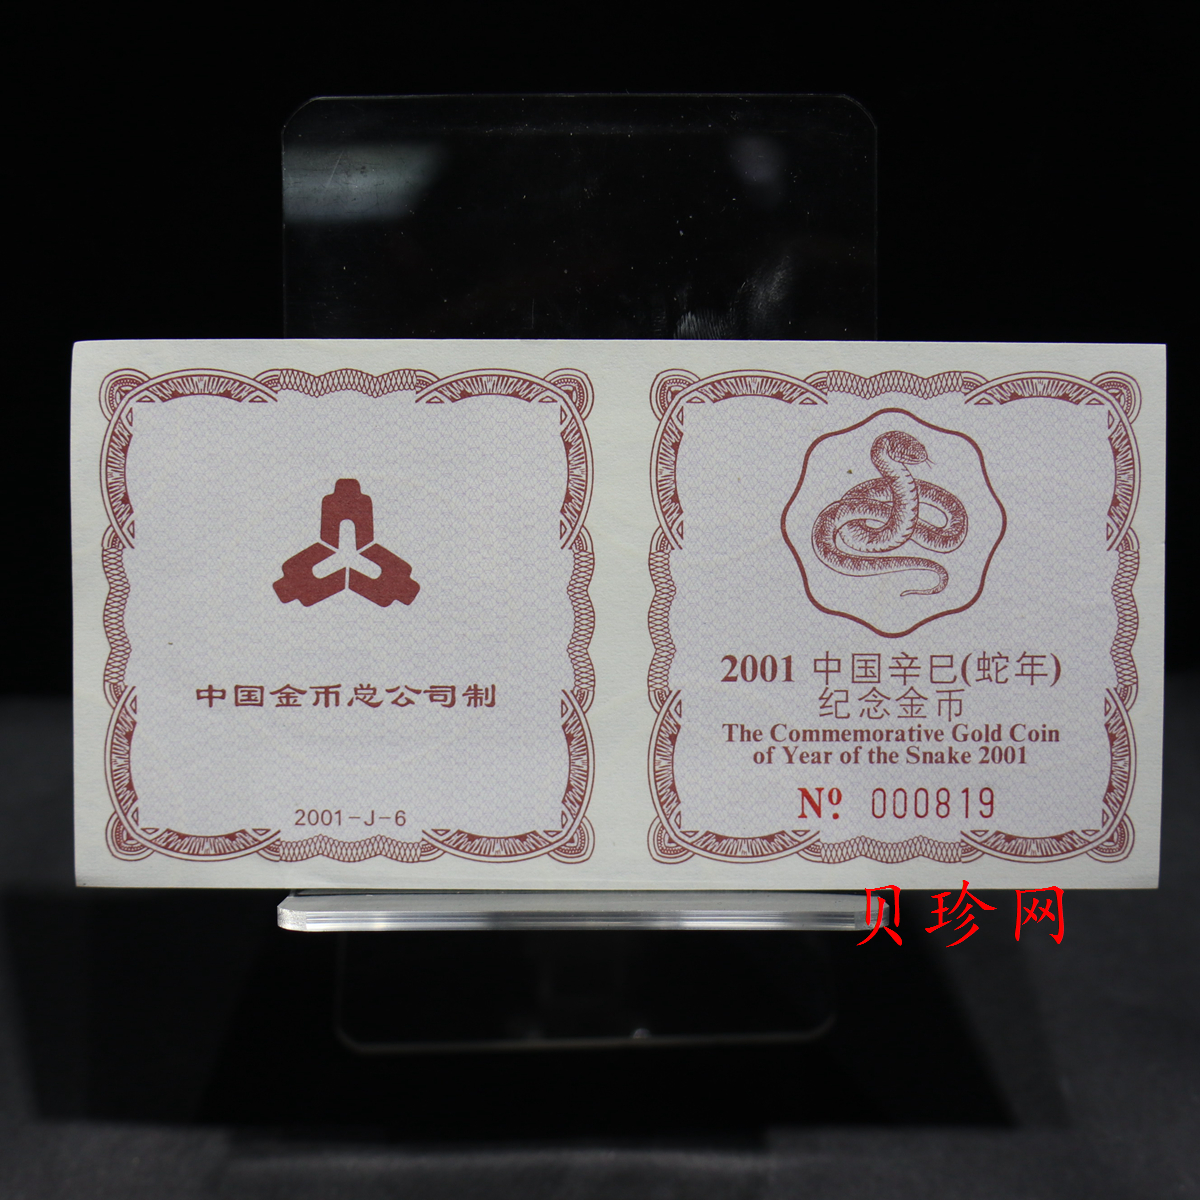 中国金币总公司制
2001-J-6
2001 中国辛巳(蛇年)
纪念金币
The Commemorative Gold Coin
of Year of the Snake 2001
Nº 000819
贝珍网